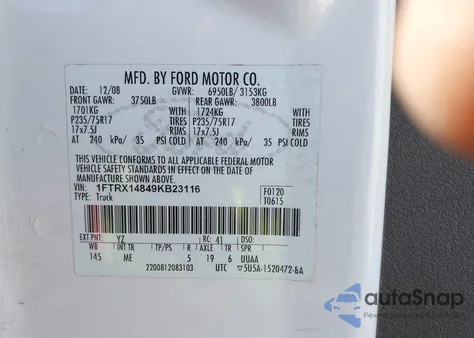 MFD. BY FORD MOTOR CO.
DATE: 12/08 GVWR: 6950LB/ 3153KG
FRONT GAWR: 3750LB REAR GAWR: 3800LB
1701KG WITH 1724KG WITH
P235/75R17 TIRES P235/75R17 TIRES
17x7.5J RIMS 17x7.5J RIMS
AT 240 kPa/ 35 PSI COLD AT 240 kPa/ 35 PSI COLD
THIS VEHICLE CONFORMS TO ALL APPLICABLE FEDERAL MOTOR
VEHICLE SAFETY STANDARDS IN EFFECT ON THE DATE OF
MANUFACTURE SHOWN ABOVE.
VIN: 1FTRX14849KB23116 F0120
TYPE: Truck T0615
EXT PNT: YZ RC: 41 DSO:
WB INT TR TP/PS R AXLE TR SPR
145 ME 5 19 6 UUAA
2200812083103 UTC 5U5A-1520472-BA
autoSnap